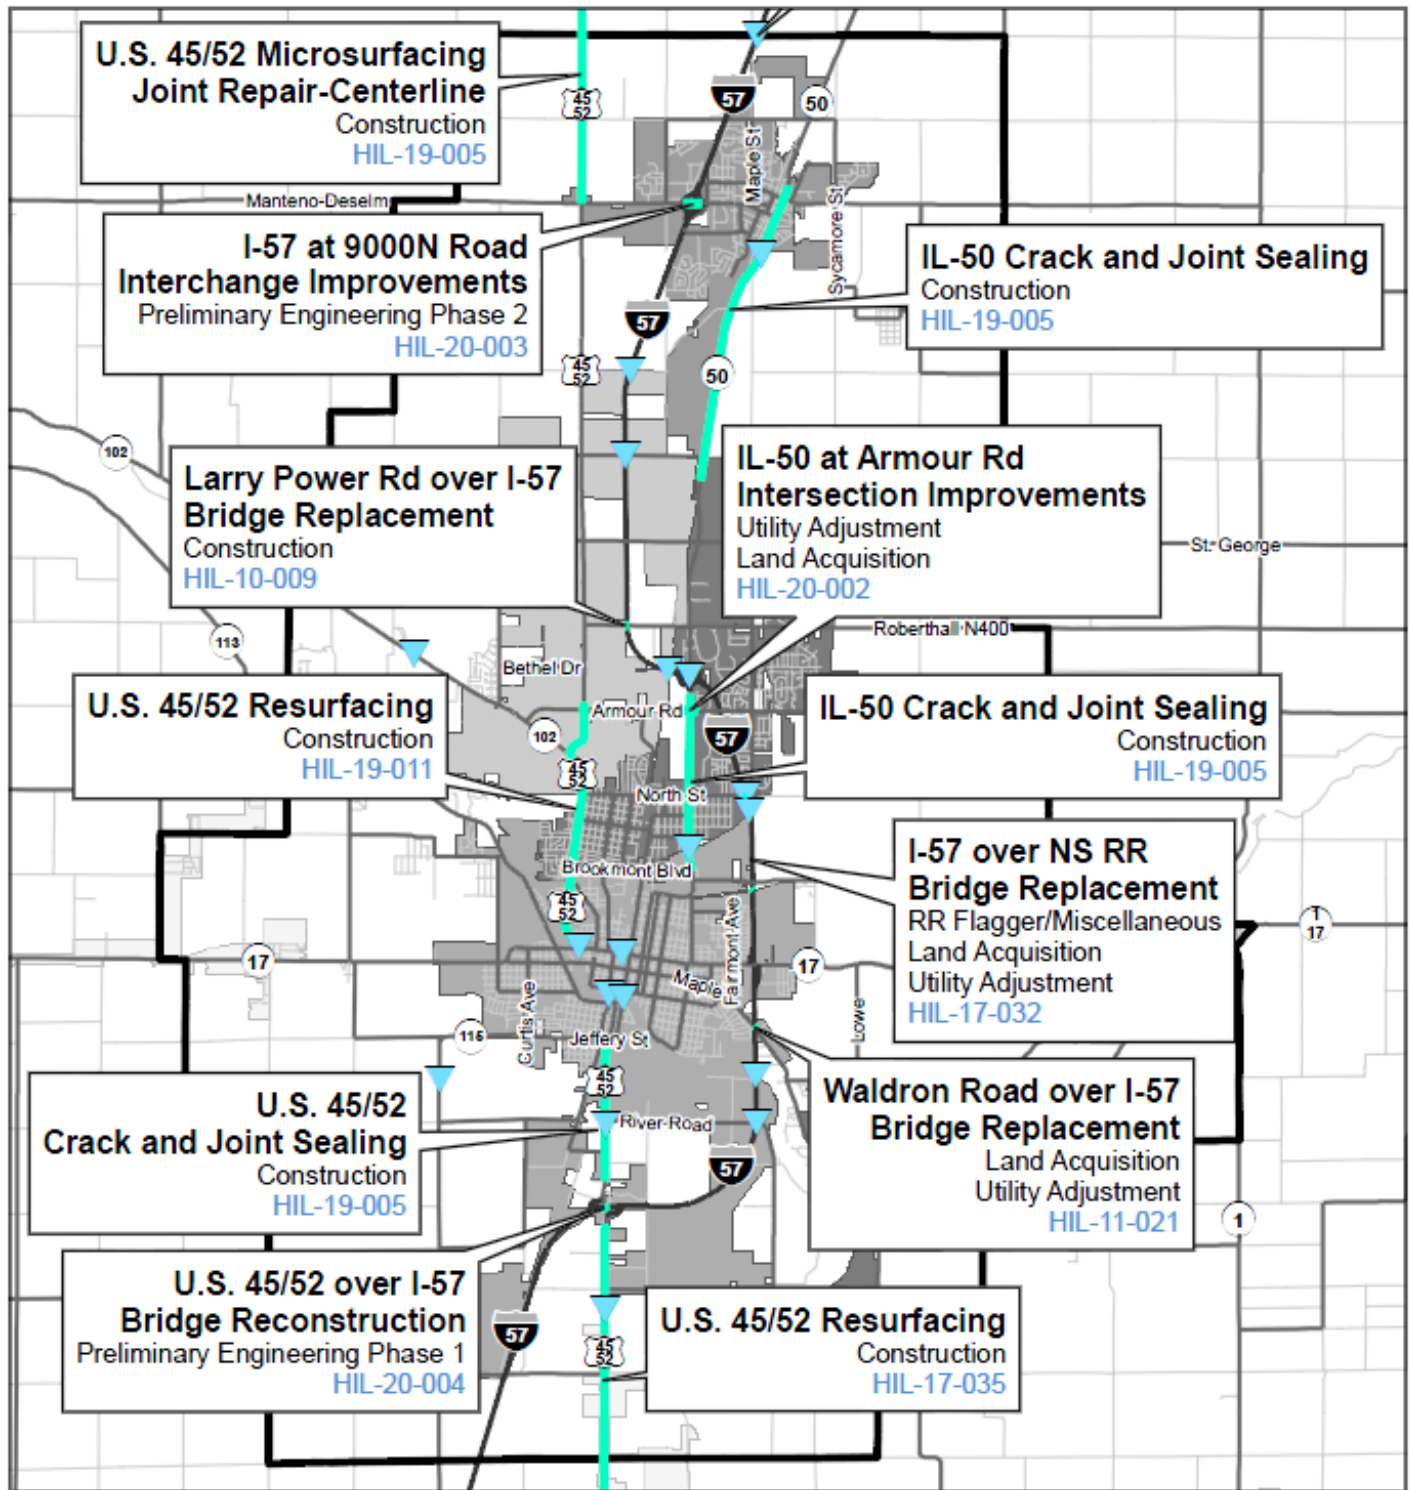 U.S. 45/52 Microsurfacing
Joint Repair-Centerline
Construction
HIL-19-005
45
52
57
50
Maple St
Manteno-Deselm
Sycamore St
I-57 at 9000N Road
Interchange Improvements
Preliminary Engineering Phase 2
HIL-20-003
IL-50 Crack and Joint Sealing
Construction
HIL-19-005
57
45
52
50
102
Larry Power Rd over I-57
Bridge Replacement
Construction
HIL-10-009
IL-50 at Armour Rd
Intersection Improvements
Utility Adjustment
Land Acquisition
HIL-20-002
St. George
113
Roberthall N400
Bethel Dr
U.S. 45/52 Resurfacing
Construction
HIL-19-011
Armour Rd
102
57
IL-50 Crack and Joint Sealing
Construction
HIL-19-005
45
52
North St
Brookmont Blvd
I-57 over NS RR
Bridge Replacement
RR Flagger/Miscellaneous
Land Acquisition
Utility Adjustment
HIL-17-032
45
52
T
17
Fairmont Ave
17
17
Maple
Curtis Ave
115
Jeffery St
Lowe
U.S. 45/52
Crack and Joint Sealing
Construction
HIL-19-005
45
52
River Road
57
Waldron Road over I-57
Bridge Replacement
Land Acquisition
Utility Adjustment
HIL-11-021
1
U.S. 45/52 over I-57
Bridge Reconstruction
Preliminary Engineering Phase 1
HIL-20-004
57
45
52
U.S. 45/52 Resurfacing
Construction
HIL-17-035